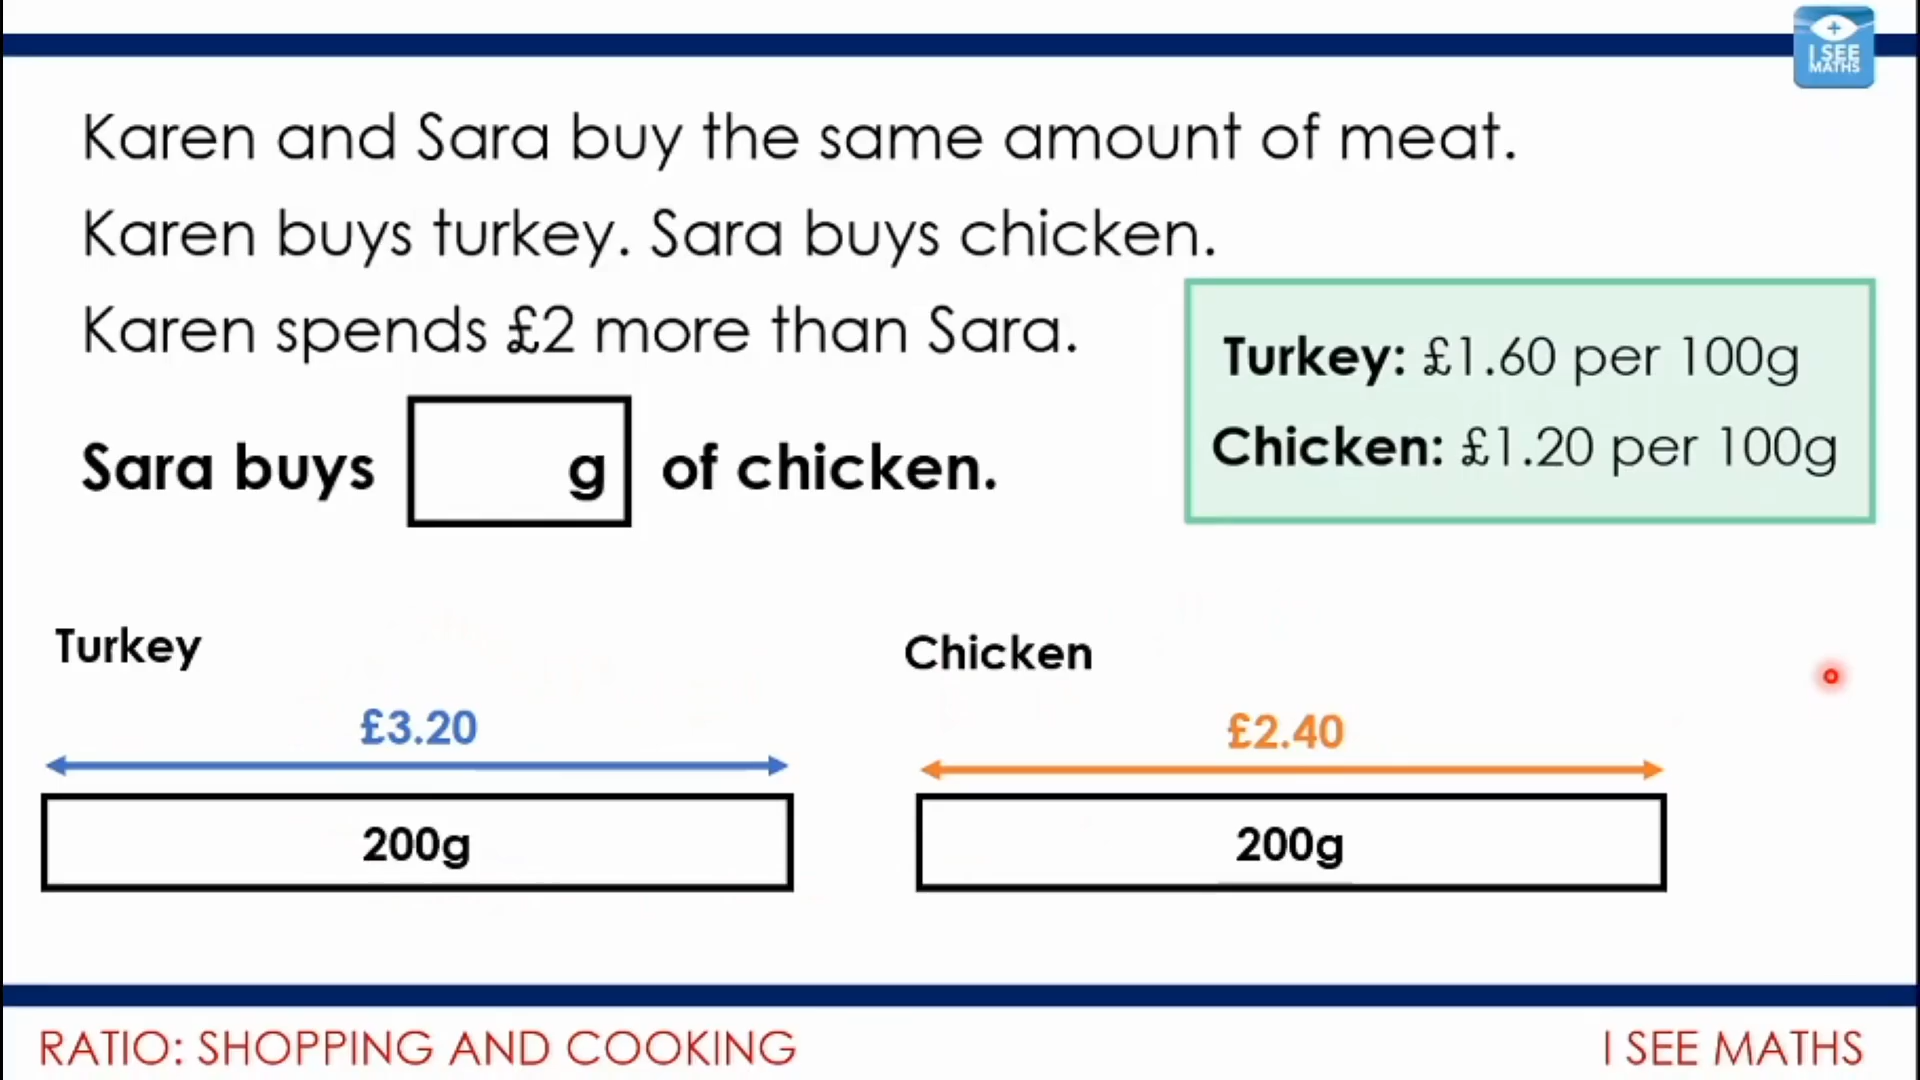 +
I SEE
MATHS
Karen and Sara buy the same amount of meat.
Karen buys turkey. Sara buys chicken.
Karen spends £2 more than Sara.
Turkey: £1.60 per 100g
Chicken: £1.20 per 100g
Sara buys g of chicken.
Turkey
Chicken
£3.20
£2.40
200g
200g
RATIO: SHOPPING AND COOKING
I SEE MATHS